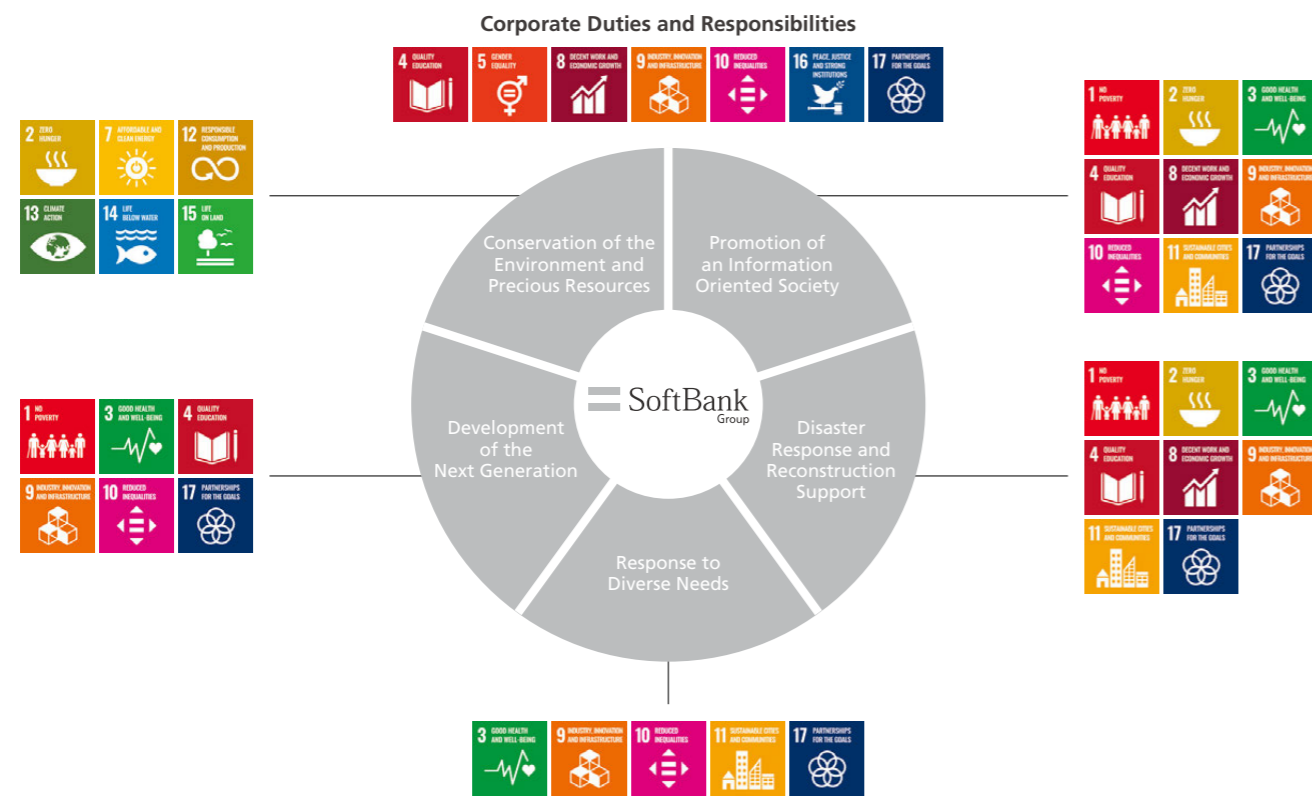 Corporate Duties and Responsibilities
4 QUALITY
EDUCATION
5 GENDER
EQUALITY
8 DECENT WORK AND
ECONOMIC GROWTH
9 INDUSTRY, INNOVATION
AND INFRASTRUCTURE
10 REDUCED
INEQUALITIES
16 PEACE, JUSTICE
AND STRONG
INSTITUTIONS
17 PARTNERSHIPS
FOR THE GOALS
2 ZERO
HUNGER
7 AFFORDABLE AND
CLEAN ENERGY
12 RESPONSIBLE
CONSUMPTION
AND PRODUCTION
13 CLIMATE
ACTION
14 LIFE
BELOW WATER
15 LIFE
ON LAND
1 NO
POVERTY
2 ZERO
HUNGER
3 GOOD HEALTH
AND WELL-BEING
4 QUALITY
EDUCATION
8 DECENT WORK AND
ECONOMIC GROWTH
9 INDUSTRY, INNOVATION
AND INFRASTRUCTURE
10 REDUCED
INEQUALITIES
11 SUSTAINABLE CITIES
AND COMMUNITIES
17 PARTNERSHIPS
FOR THE GOALS
Conservation of the
Environment and
Precious Resources
Promotion of
an Information
Oriented Society
SoftBank
Group
Development
of the
Next Generation
Disaster
Response and
Reconstruction
Support
Response to
Diverse Needs
1 NO
POVERTY
3 GOOD HEALTH
AND WELL-BEING
4 QUALITY
EDUCATION
9 INDUSTRY, INNOVATION
AND INFRASTRUCTURE
10 REDUCED
INEQUALITIES
17 PARTNERSHIPS
FOR THE GOALS
1 NO
POVERTY
2 ZERO
HUNGER
3 GOOD HEALTH
AND WELL-BEING
4 QUALITY
EDUCATION
8 DECENT WORK AND
ECONOMIC GROWTH
9 INDUSTRY, INNOVATION
AND INFRASTRUCTURE
11 SUSTAINABLE CITIES
AND COMMUNITIES
17 PARTNERSHIPS
FOR THE GOALS
3 GOOD HEALTH
AND WELL-BEING
9 INDUSTRY, INNOVATION
AND INFRASTRUCTURE
10 REDUCED
INEQUALITIES
11 SUSTAINABLE CITIES
AND COMMUNITIES
17 PARTNERSHIPS
FOR THE GOALS